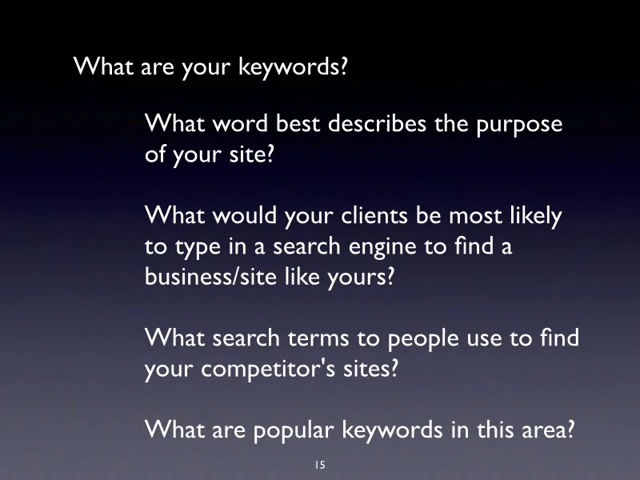 What are your keywords?
What word best describes the purpose
of your site?
What would your clients be most likely
to type in a search engine to find a
business/site like yours?
What search terms to people use to find
your competitor's sites?
What are popular keywords in this area?
15